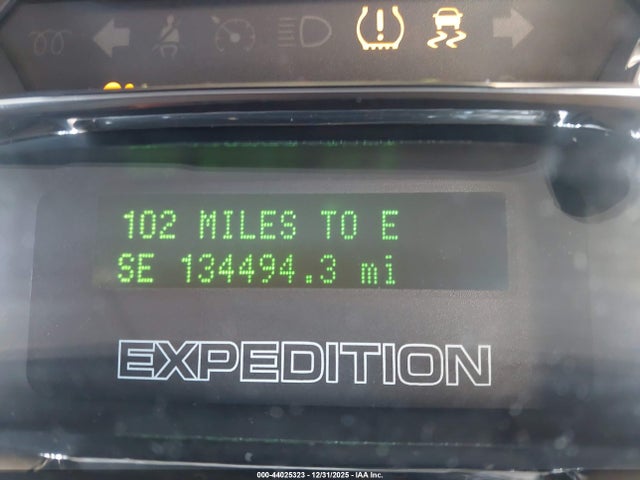 102 MILES TO E
SE 134494.3 mi
EXPEDITION
000-44025323 - 12/31/2025 - IAA Inc.